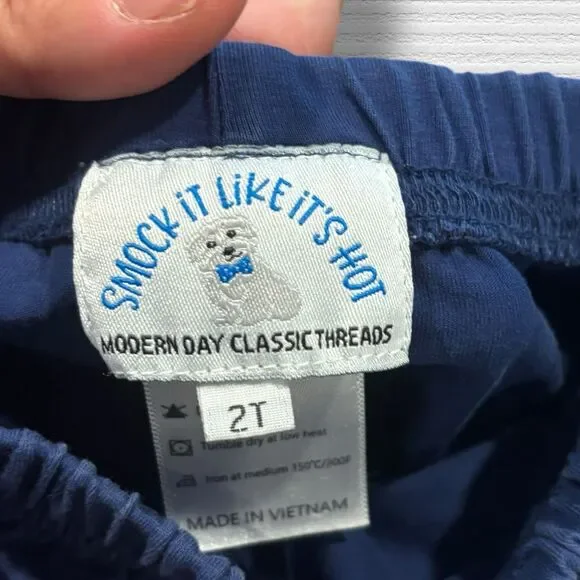 SMOCK iT LiKE iT'S HOT
MODERN DAY CLASSIC THREADS
2T
Tumble dry at low heat
Iron at medium 150°C/300F
MADE IN VIETNAM